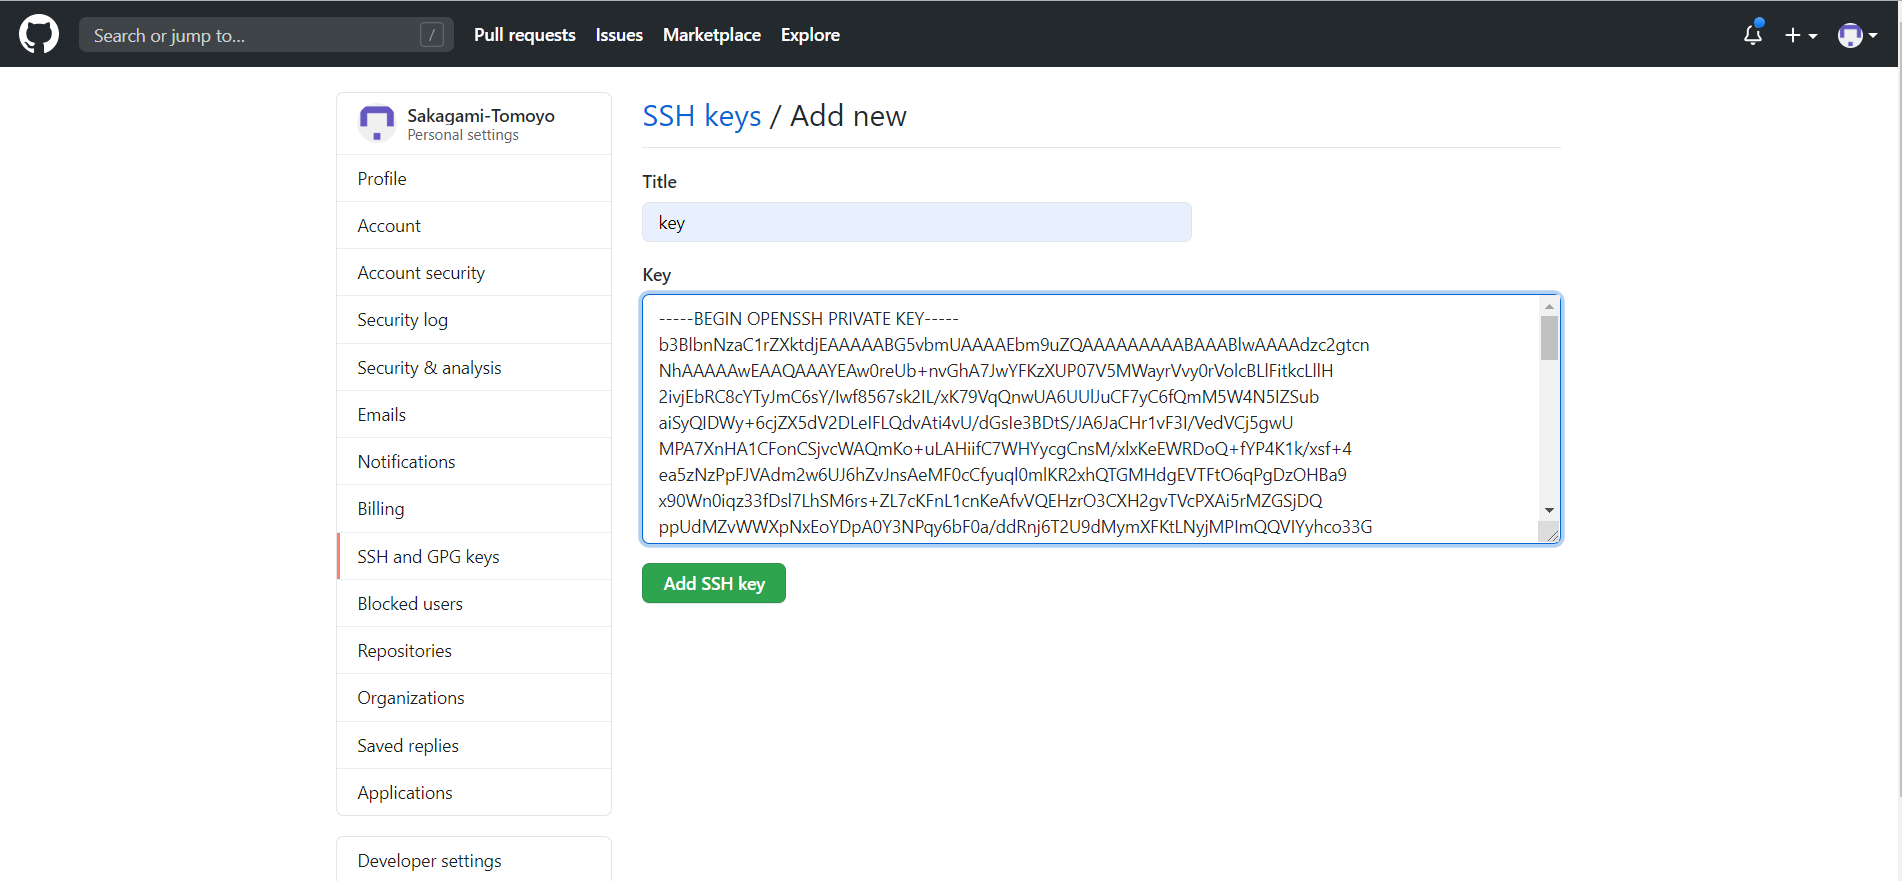 Search or jump to...
/
Pull requests
Issues
Marketplace
Explore
Sakagami-Tomoyo
Personal settings
Profile
Account
Account security
Security log
Security & analysis
Emails
Notifications
Billing
SSH and GPG keys
Blocked users
Repositories
Organizations
Saved replies
Applications
Developer settings
SSH keys / Add new
Title
key
Key
-----BEGIN OPENSSH PRIVATE KEY-----
b3BlbnNzaC1rZXktdjEAAAAABG5vbmUAAAAEbm9uZQAAAAAAAAABAAABlwAAAAdzc2gtcn
NhAAAAAwEAAQAAAYEAw0reUb+nvGhA7JwYFKzXUP07V5MWayrVvy0rVolcBLlFitkcLllH
2ivjEbRC8cYTyJmC6sY/Iwf8567sk2IL/xK79VqQnwUA6UUlJuCF7yC6fQmM5W4N5IZSub
aiSyQIDWy+6cjZX5dV2DLeIFLQdvAti4vU/dGsIe3BDtS/JA6JaCHr1vF3I/VedVCj5gwU
MPA7XnHA1CFonCSjvcWAQmKo+uLAHiifC7WHYycgCnsM/xlxKeEWRDoQ+fYP4K1k/xsf+4
ea5zNzPpFJVAdm2w6UJ6hZvJnsAeMF0cCfyuql0mlKR2xhQTGMHdgEVTFtO6qPgDzOHBa9
x90Wn0iqz33fDsl7LhSM6rs+ZL7cKFnL1cnKeAfvVQEHzrO3CXH2gvTVcPXAi5rMZGSjDQ
ppUdMZvWWXpNxEoYDpA0Y3NPqy6bF0a/ddRnj6T2U9dMymXFKtLNyjMPImQQVIYyhco33G
Add SSH key